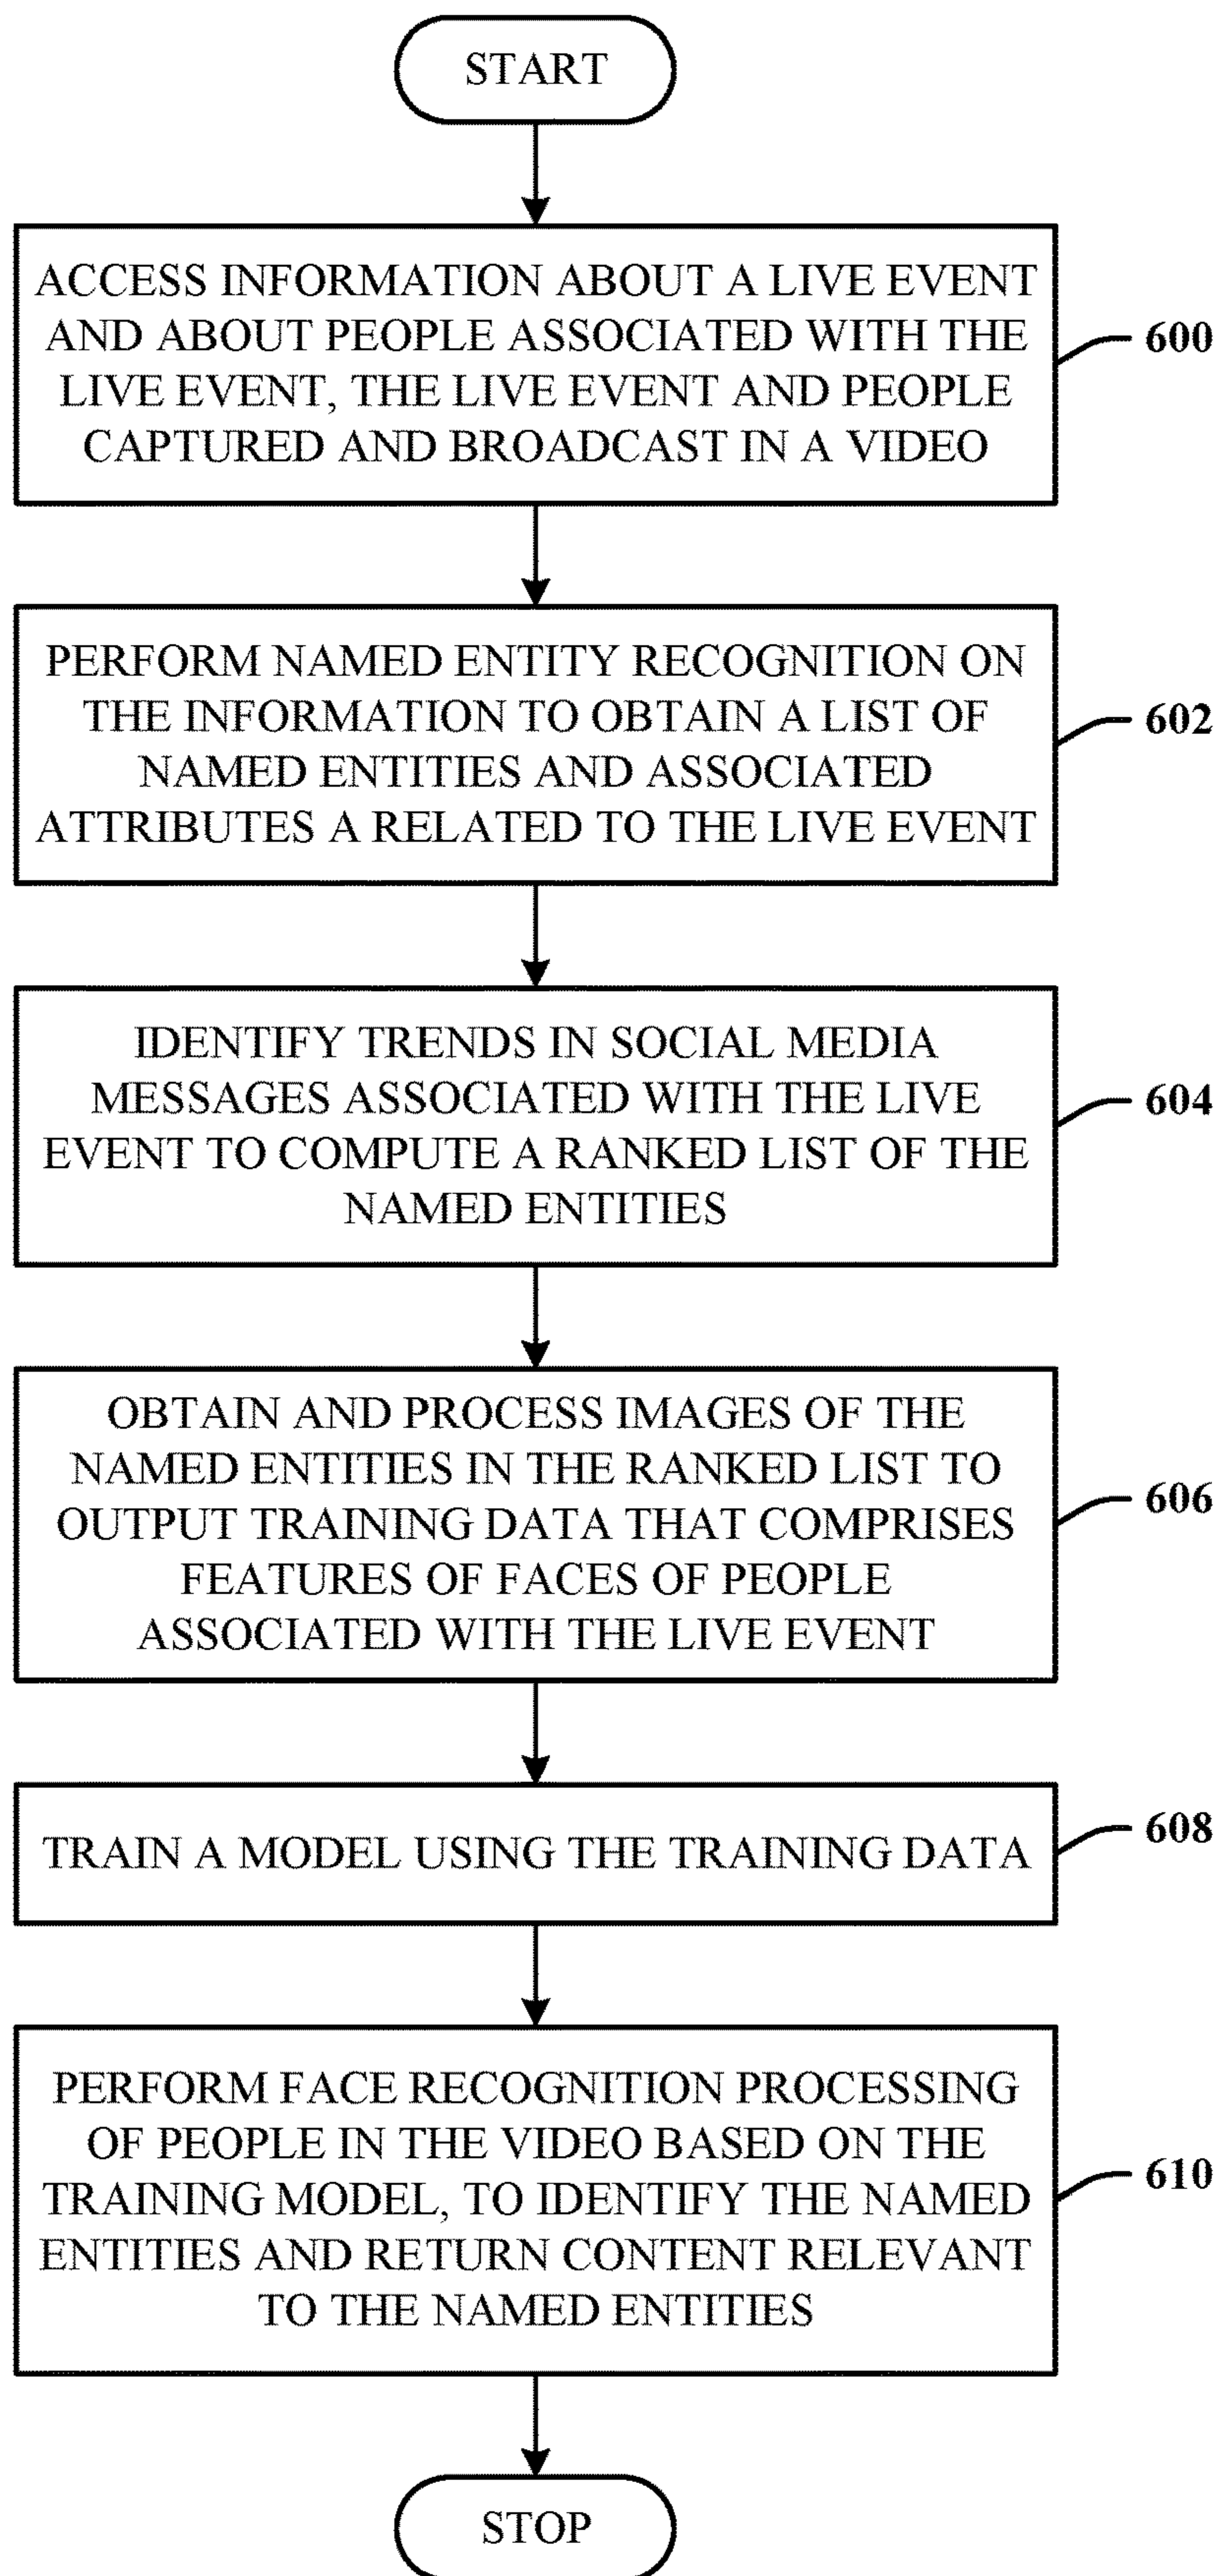 START
ACCESS INFORMATION ABOUT A LIVE EVENT
AND ABOUT PEOPLE ASSOCIATED WITH THE
LIVE EVENT, THE LIVE EVENT AND PEOPLE
CAPTURED AND BROADCAST IN A VIDEO
600
PERFORM NAMED ENTITY RECOGNITION ON
THE INFORMATION TO OBTAIN A LIST OF
NAMED ENTITIES AND ASSOCIATED
ATTRIBUTES A RELATED TO THE LIVE EVENT
602
IDENTIFY TRENDS IN SOCIAL MEDIA
MESSAGES ASSOCIATED WITH THE LIVE
EVENT TO COMPUTE A RANKED LIST OF THE
NAMED ENTITIES
604
OBTAIN AND PROCESS IMAGES OF THE
NAMED ENTITIES IN THE RANKED LIST TO
OUTPUT TRAINING DATA THAT COMPRISES
FEATURES OF FACES OF PEOPLE
ASSOCIATED WITH THE LIVE EVENT
606
TRAIN A MODEL USING THE TRAINING DATA
608
PERFORM FACE RECOGNITION PROCESSING
OF PEOPLE IN THE VIDEO BASED ON THE
TRAINING MODEL, TO IDENTIFY THE NAMED
ENTITIES AND RETURN CONTENT RELEVANT
TO THE NAMED ENTITIES
610
STOP